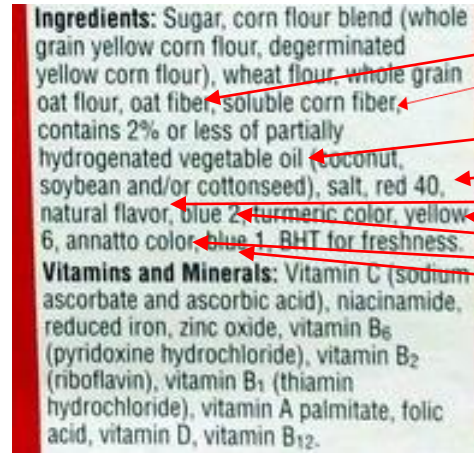 Ingredients: Sugar, corn flour blend (whole
grain yellow corn flour, degerminated
yellow corn flour), wheat flour, whole grain
oat flour, oat fiber, soluble corn fiber,
contains 2% or less of partially
hydrogenated vegetable oil (coconut,
soybean and/or cottonseed), salt, red 40,
natural flavor, blue 2, turmeric color, yellow
6, annatto color, blue 1, BHT for freshness.
Vitamins and Minerals: Vitamin C (sodium
ascorbate and ascorbic acid), niacinamide,
reduced iron, zinc oxide, vitamin B₆
(pyridoxine hydrochloride), vitamin B₂
(riboflavin), vitamin B₁ (thiamin
hydrochloride), vitamin A palmitate, folic
acid, vitamin D, vitamin B₁₂.